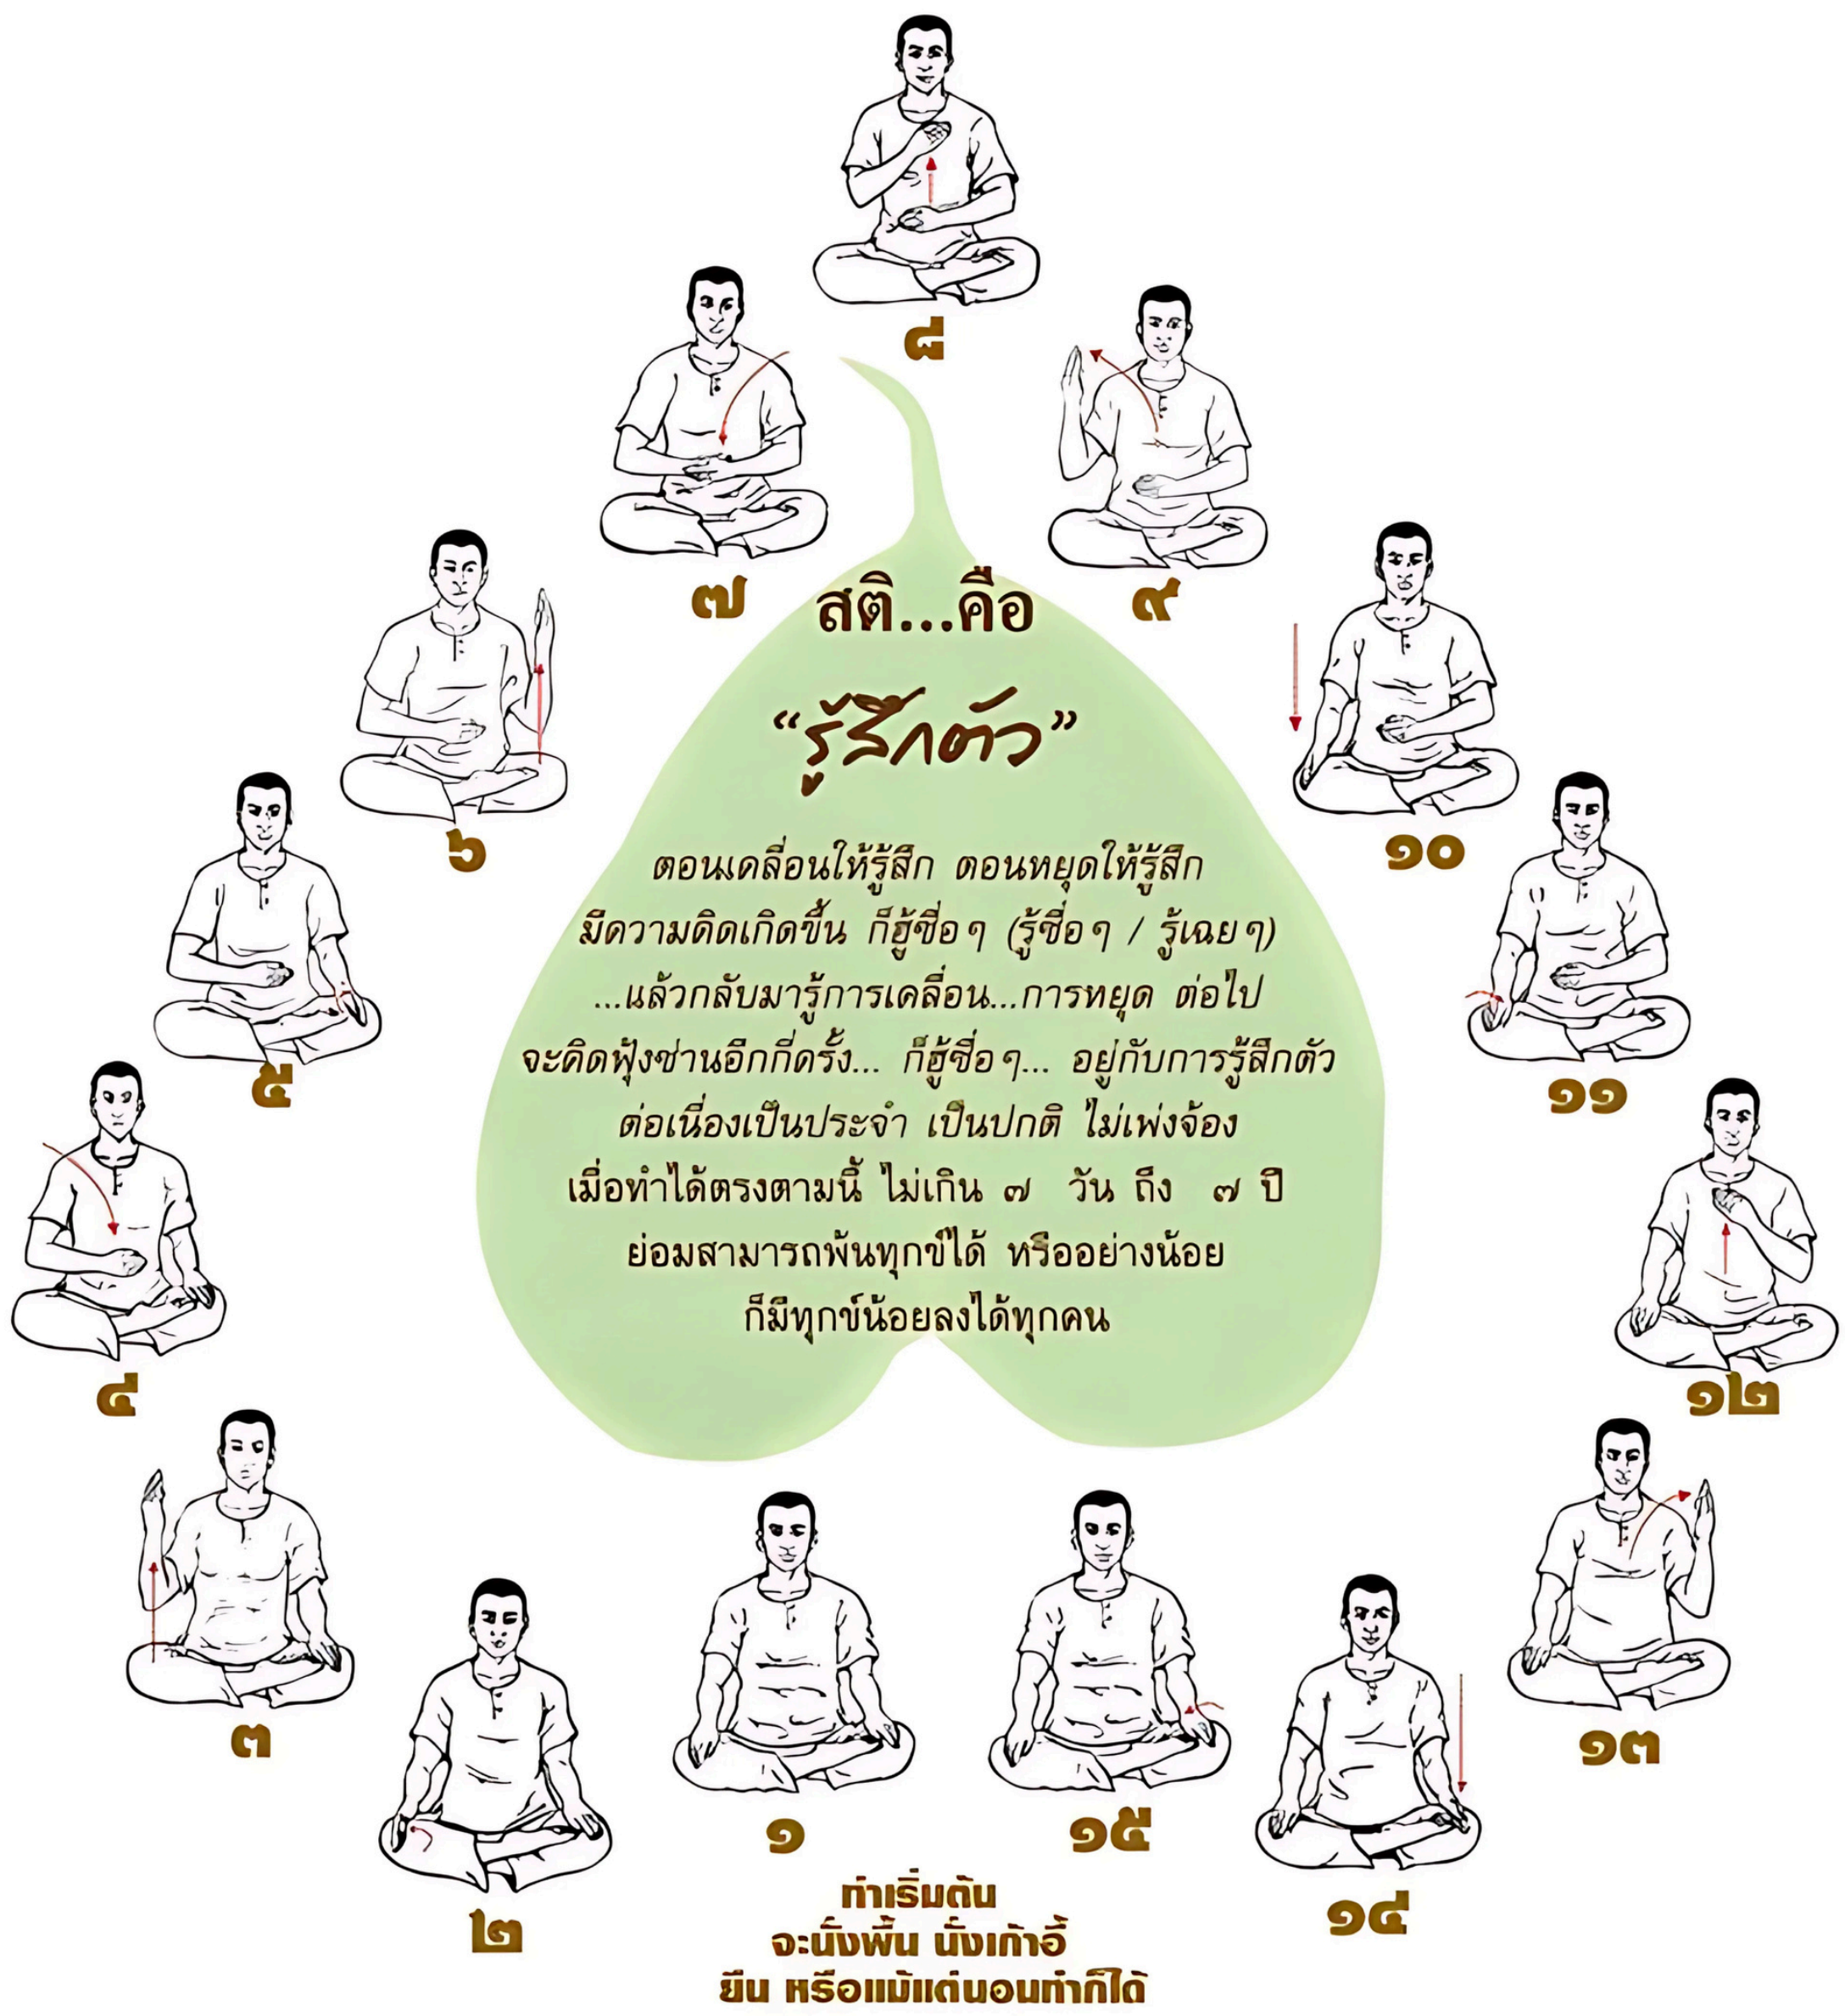 ๘
๗
๙
สติ...คือ
๖
“รู้สึกตัว”
๑๐
ตอนเคลื่อนให้รู้สึก ตอนหยุดให้รู้สึก
มีความคิดเกิดขึ้น ก็ฮู้ซื่อๆ (รู้ซื่อๆ / รู้เฉยๆ)
...แล้วกลับมารู้การเคลื่อน...การหยุด ต่อไป
จะคิดฟุ้งซ่านอีกกี่ครั้ง... ก็ฮู้ซื่อๆ... อยู่กับการรู้สึกตัว
๕
๑๑
ต่อเนื่องเป็นประจำ เป็นปกติ ไม่เพ่งจ้อง
เมื่อทำได้ตรงตามนี้ ไม่เกิน ๗ วัน ถึง ๗ ปี
ย่อมสามารถพ้นทุกข์ได้ หรืออย่างน้อย
ก็มีทุกข์น้อยลงได้ทุกคน
๔
๑๒
๓
๑๓
๒
๑
๑๕
๑๔
ท่าเริ่มต้น
จะนั่งพื้น นั่งเก้าอี้
ยืน หรือแม้แต่นอนทำก็ได้